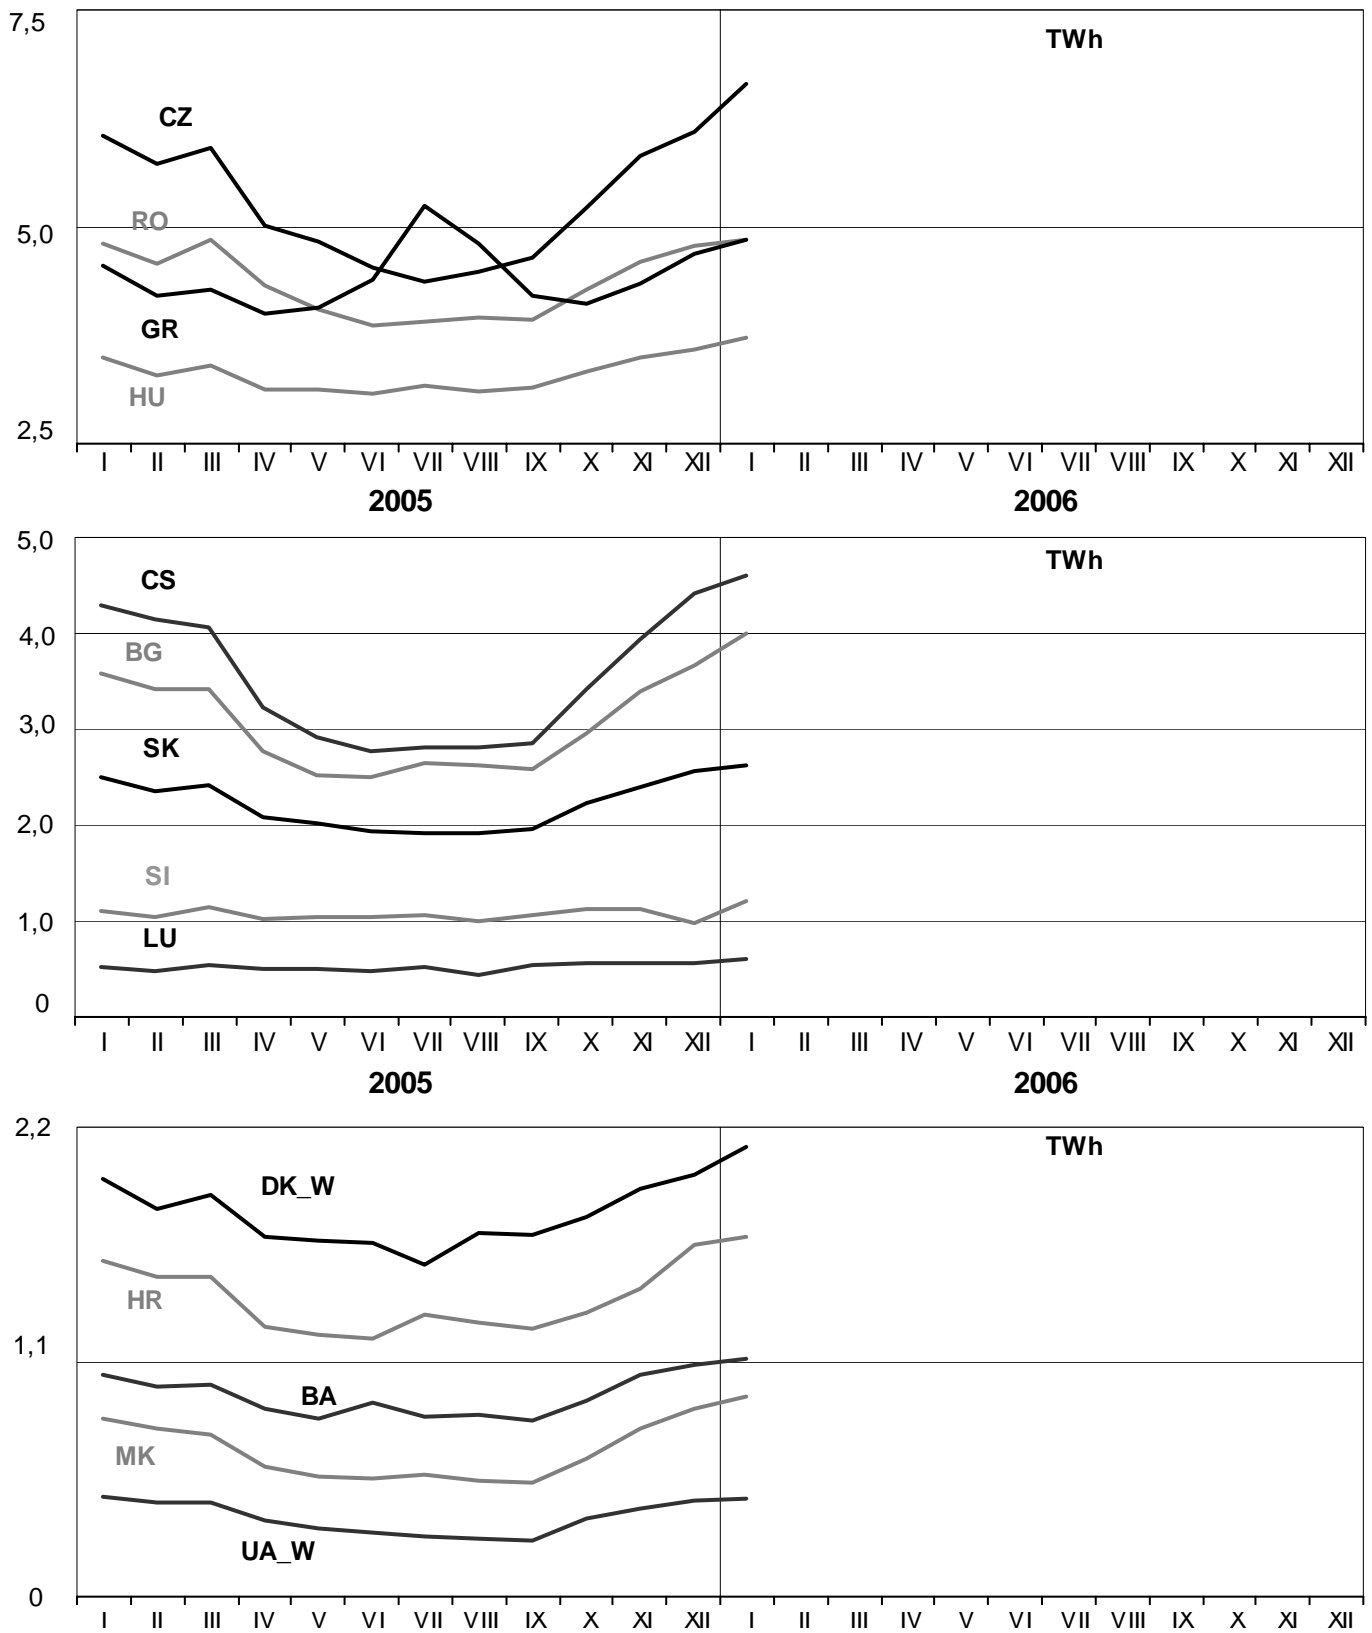 7,5
TWh
CZ
RO
5,0
GR
HU
2,5
I II III IV V VI VII VIII IX X XI XII I II III IV V VI VII VIII IX X XI XII
2005 2006
5,0
TWh
CS
4,0
BG
3,0
SK
2,0
SI
1,0
LU
0
I II III IV V VI VII VIII IX X XI XII I II III IV V VI VII VIII IX X XI XII
2005 2006
2,2
TWh
DK_W
HR
1,1
BA
MK
UA_W
0
I II III IV V VI VII VIII IX X XI XII I II III IV V VI VII VIII IX X XI XII